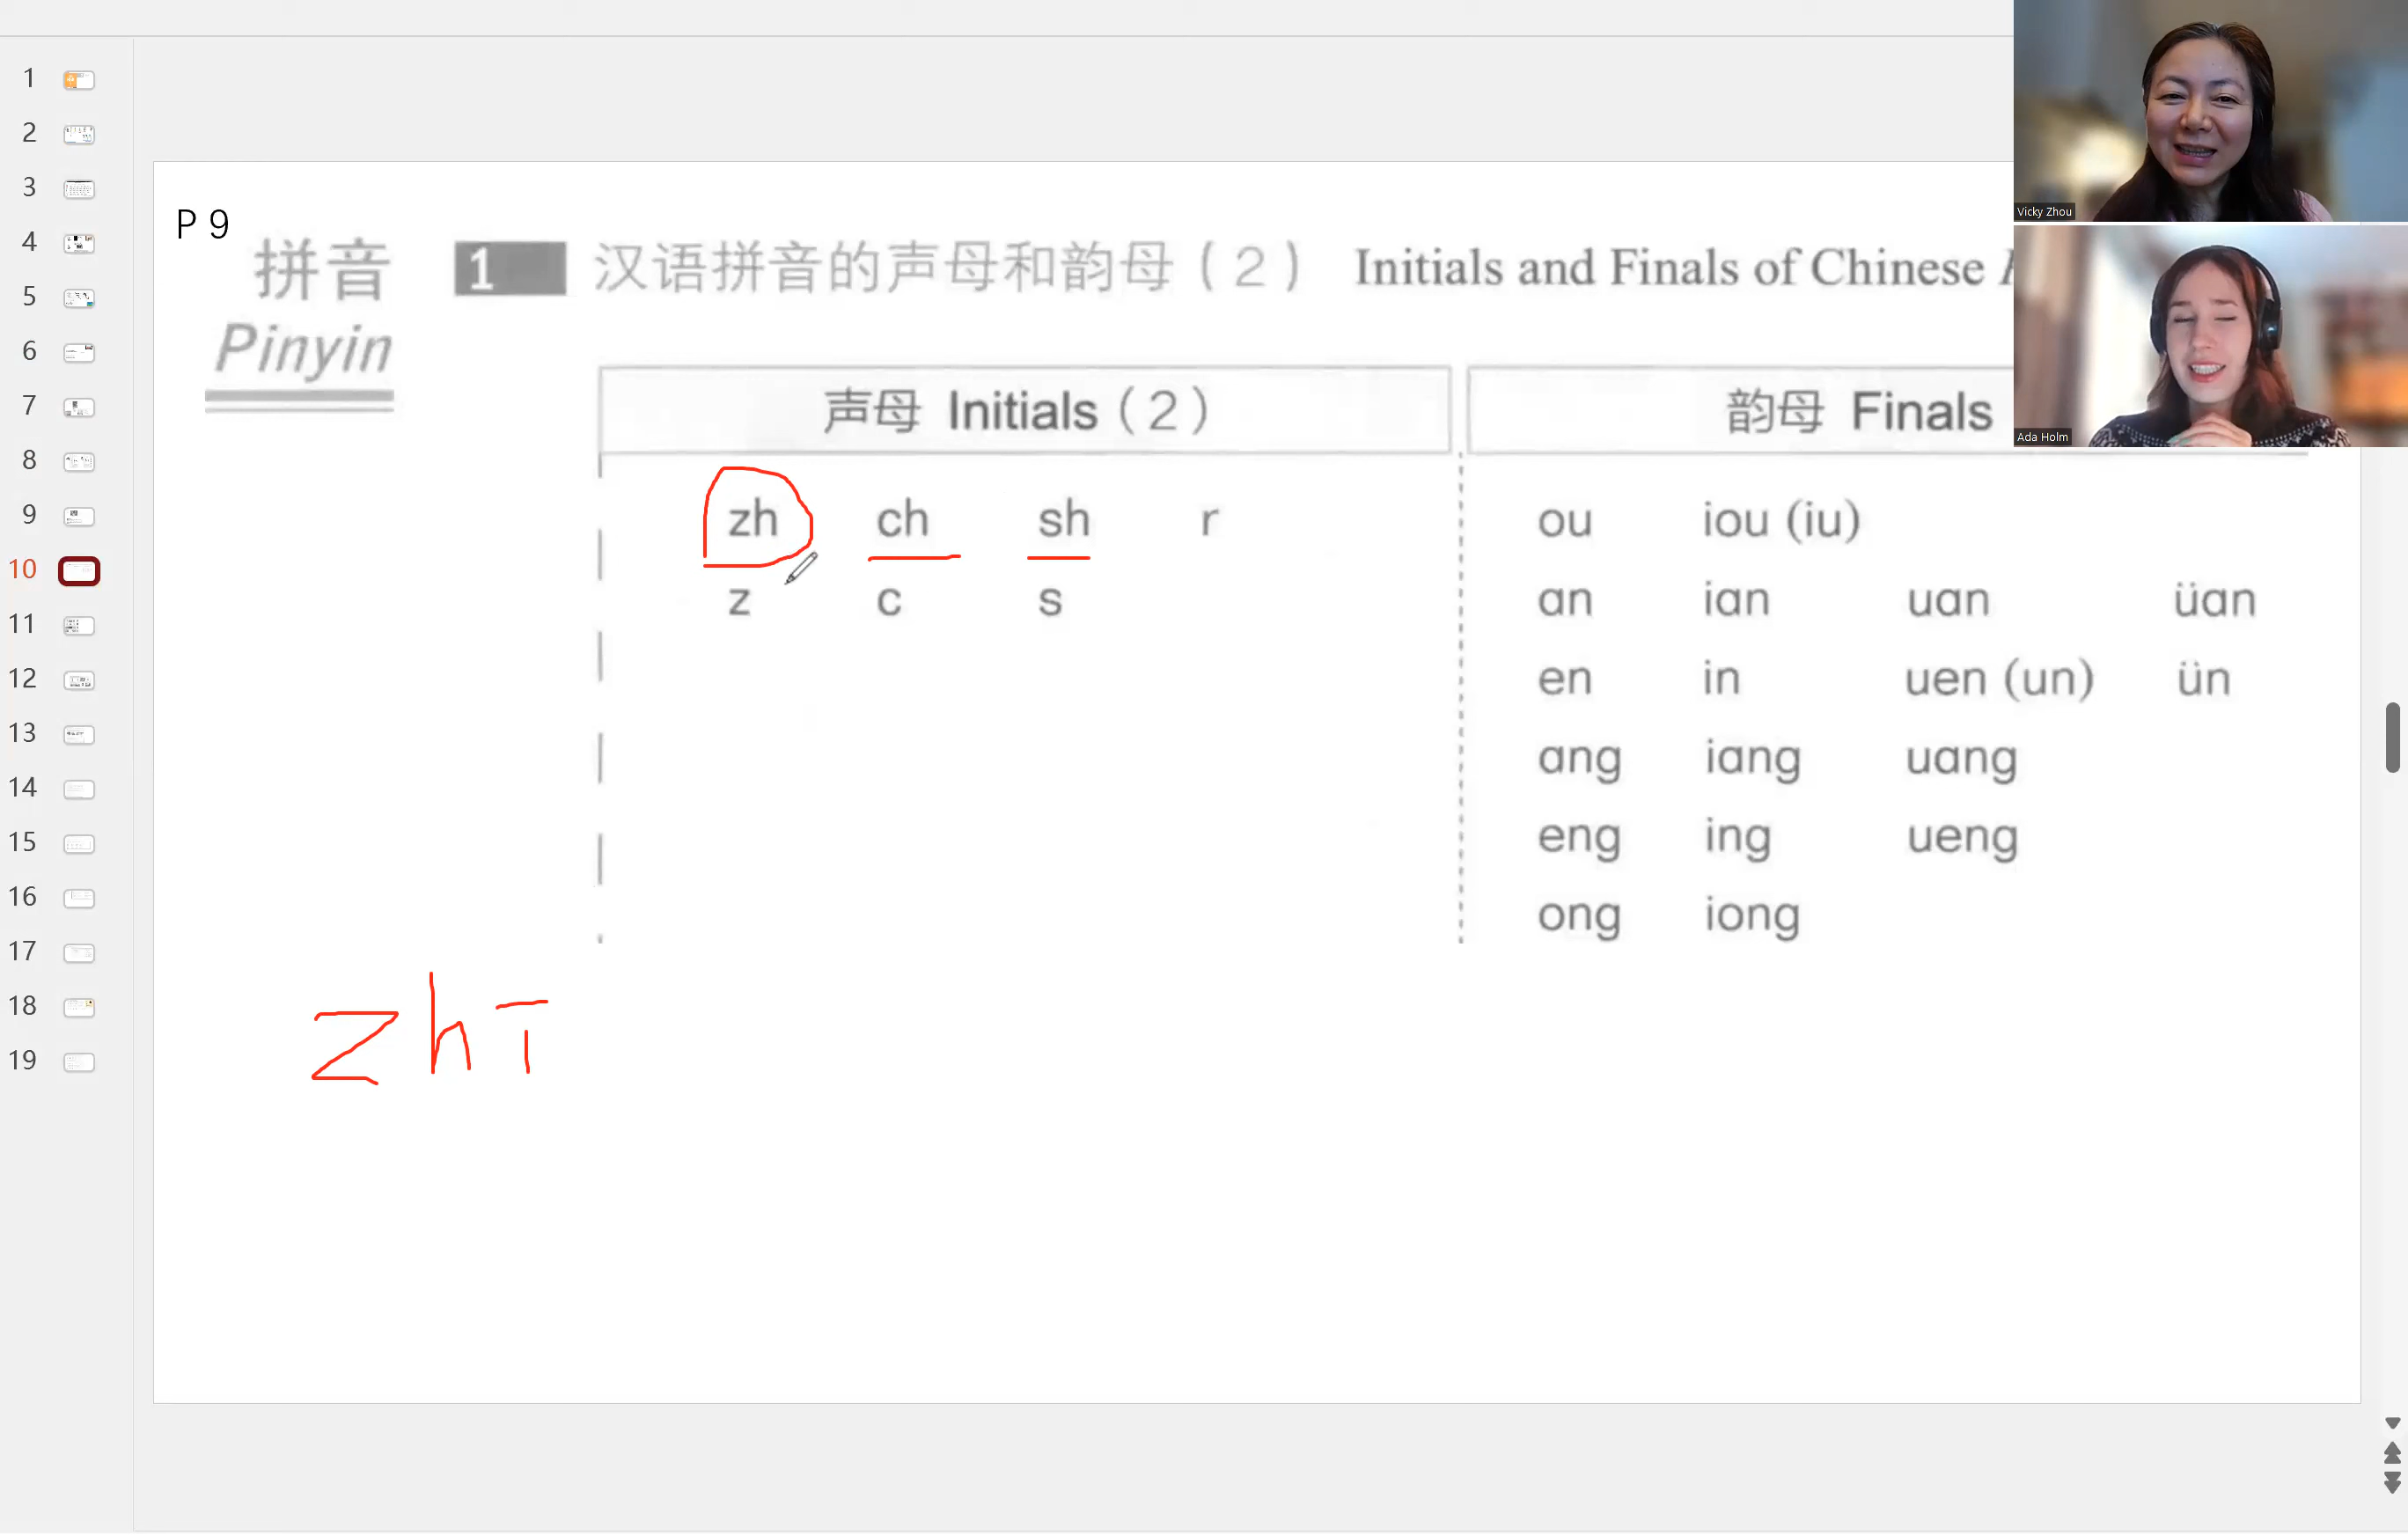 1
2
3
4
5
6
7
8
9
10
11
12
13
14
15
16
17
18
19
P 9
拼音
Pinyin
1 汉语拼音的声母和韵母（2） Initials and Finals of Chinese
声母 Initials（2）
zh ch sh r
z c s
韵母 Finals
ou iou (iu)
an ian uan üan
en in uen (un) ün
ang iang uang
eng ing ueng
ong iong
zhī
Vicky Zhou
Ada Holm